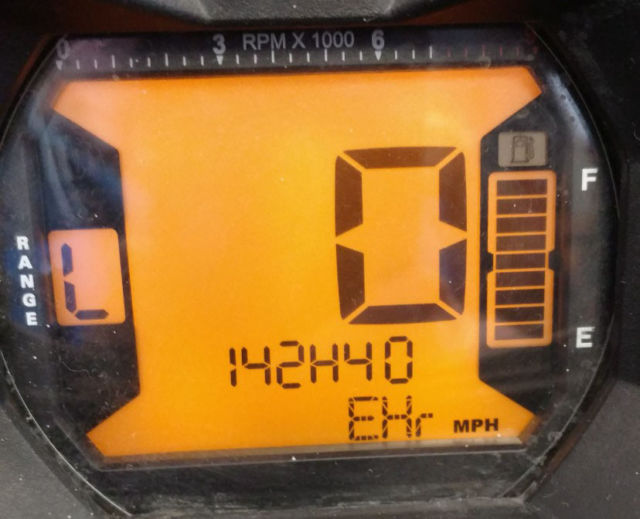 0 3 RPM X 1000 6
F
0
RANGE
L
E
142H40
EHr MPH